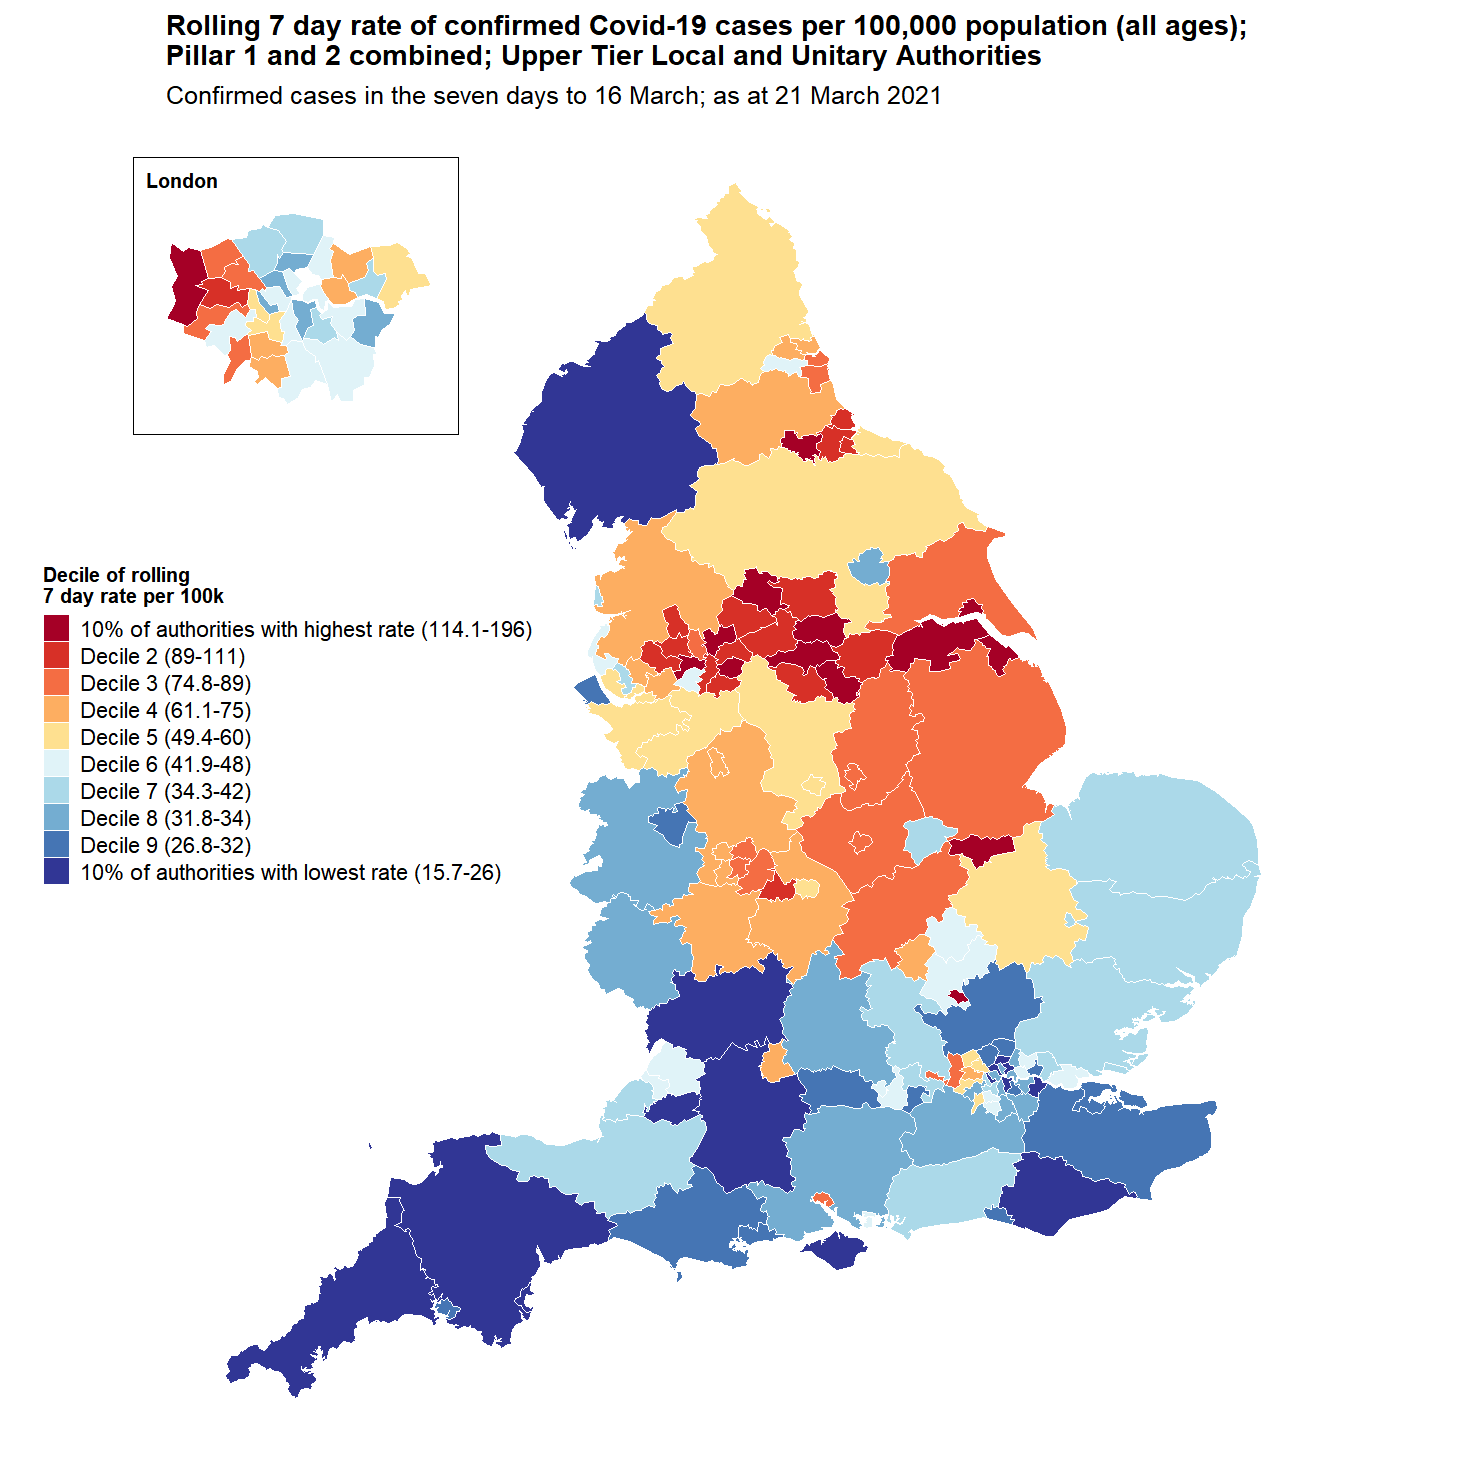 Rolling 7 day rate of confirmed Covid-19 cases per 100,000 population (all ages);
Pillar 1 and 2 combined; Upper Tier Local and Unitary Authorities
Confirmed cases in the seven days to 16 March; as at 21 March 2021
London
Decile of rolling
7 day rate per 100k
10% of authorities with highest rate (114.1-196)
Decile 2 (89-111)
Decile 3 (74.8-89)
Decile 4 (61.1-75)
Decile 5 (49.4-60)
Decile 6 (41.9-48)
Decile 7 (34.3-42)
Decile 8 (31.8-34)
Decile 9 (26.8-32)
10% of authorities with lowest rate (15.7-26)